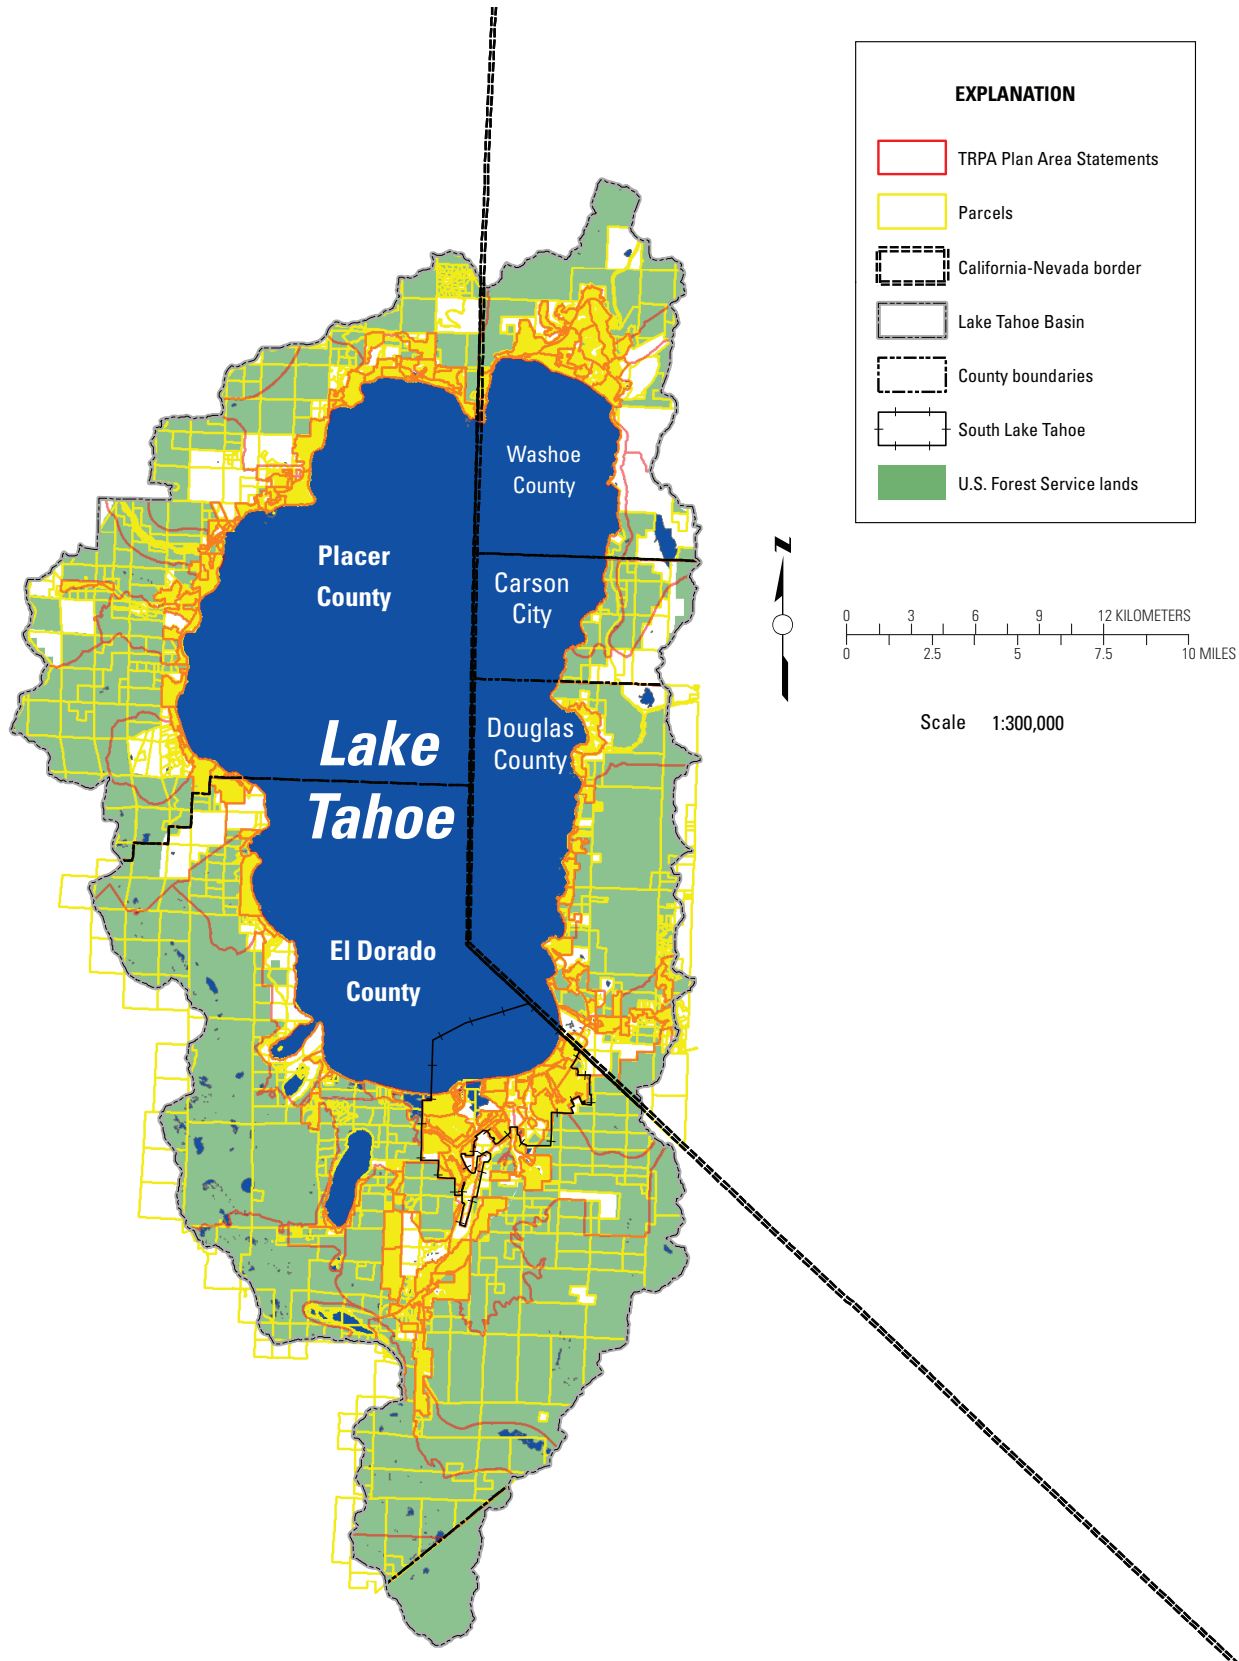 EXPLANATION
TRPA Plan Area Statements
Parcels
California-Nevada border
Lake Tahoe Basin
County boundaries
South Lake Tahoe
U.S. Forest Service lands
Washoe
County
Placer
County
Carson
City
Douglas
County
Lake
Tahoe
El Dorado
County
N
0 3 6 9 12 KILOMETERS
0 2.5 5 7.5 10 MILES
Scale 1:300,000